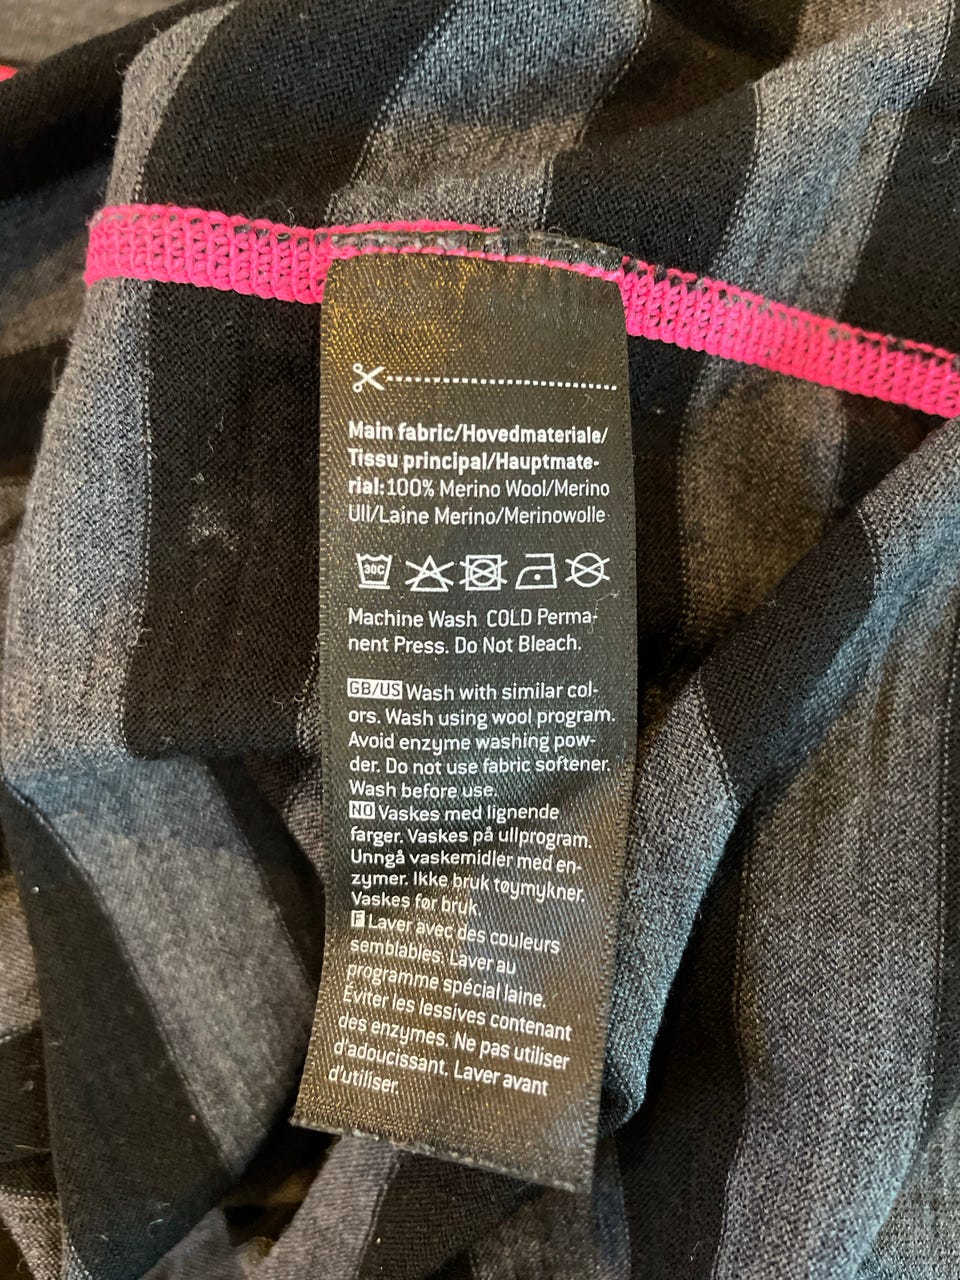 Main fabric/Hovedmateriale/
Tissu principal/Hauptmate-
rial:100% Merino Wool/Merino
Ull/Laine Merino/Merinowolle
30C
Machine Wash COLD Perma-
nent Press. Do Not Bleach.
GB/US Wash with similar col-
ors. Wash using wool program.
Avoid enzyme washing pow-
der. Do not use fabric softener.
Wash before use.
NO Vaskes med lignende
farger. Vaskes på ullprogram.
Unngå vaskemidler med en-
zymer. Ikke bruk tøymykner.
Vaskes før bruk.
F Laver avec des couleurs
semblables. Laver au
programme spécial laine.
Éviter les lessives contenant
des enzymes. Ne pas utiliser
d'adoucissant. Laver avant
d'utiliser.